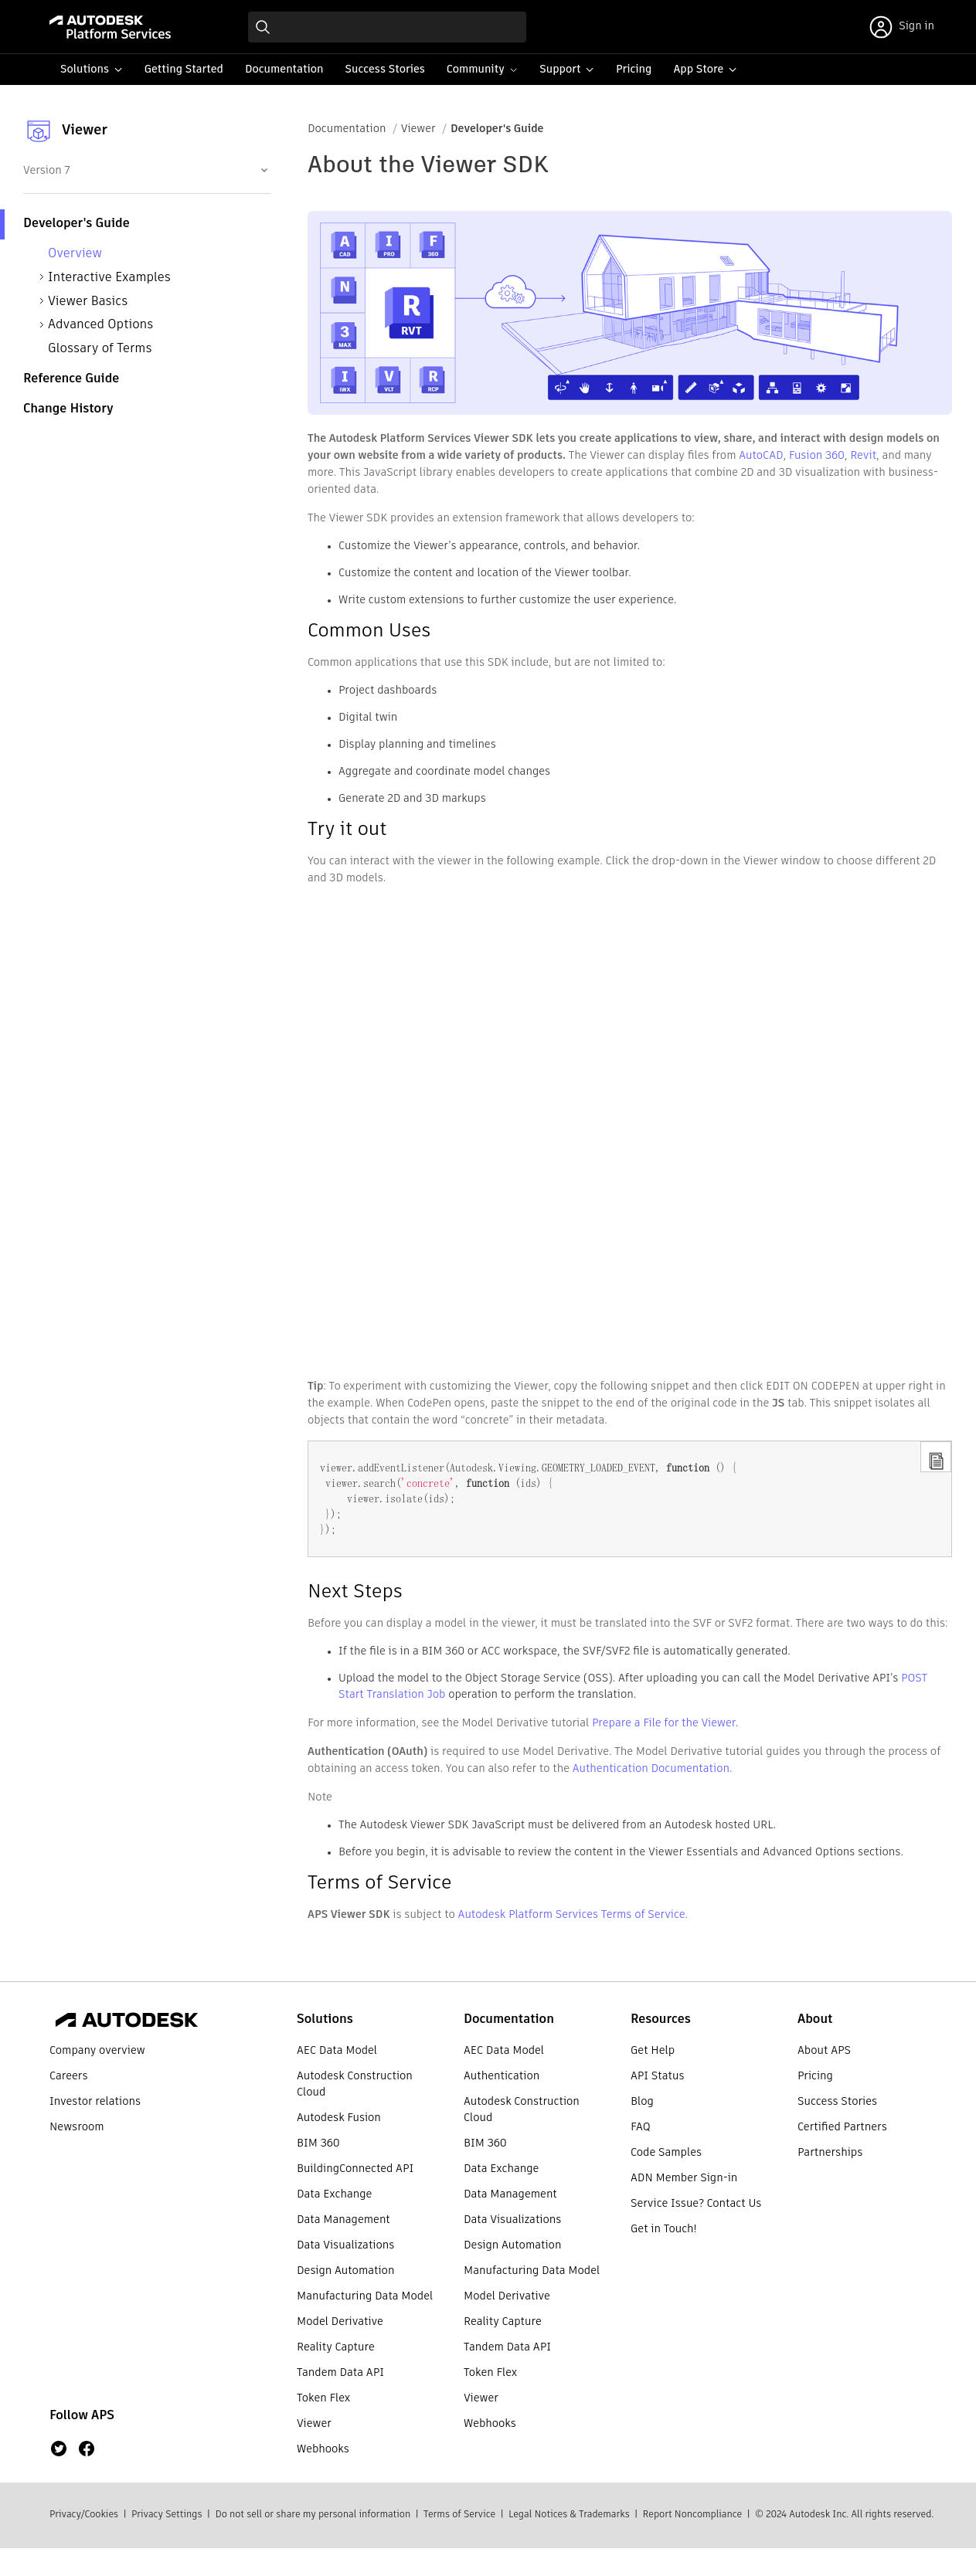 AUTODESK
Platform Services
Sign in
Solutions
Getting Started
Documentation
Success Stories
Community
Support
Pricing
App Store
Viewer
Version 7
Developer's Guide
Overview
Interactive Examples
Viewer Basics
Advanced Options
Glossary of Terms
Reference Guide
Change History
Documentation / Viewer / Developer's Guide
About the Viewer SDK
A CAD
I PRO
F 360
N
R RVT
3 MAX
I IWX
V VLT
R RCP
The Autodesk Platform Services Viewer SDK lets you create applications to view, share, and interact with design models on
your own website from a wide variety of products. The Viewer can display files from AutoCAD, Fusion 360, Revit, and many
more. This JavaScript library enables developers to create applications that combine 2D and 3D visualization with business-
oriented data.
The Viewer SDK provides an extension framework that allows developers to:
• Customize the Viewer's appearance, controls, and behavior.
• Customize the content and location of the Viewer toolbar.
• Write custom extensions to further customize the user experience.
Common Uses
Common applications that use this SDK include, but are not limited to:
• Project dashboards
• Digital twin
• Display planning and timelines
• Aggregate and coordinate model changes
• Generate 2D and 3D markups
Try it out
You can interact with the viewer in the following example. Click the drop-down in the Viewer window to choose different 2D
and 3D models.
Tip: To experiment with customizing the Viewer, copy the following snippet and then click EDIT ON CODEPEN at upper right in
the example. When CodePen opens, paste the snippet to the end of the original code in the JS tab. This snippet isolates all
objects that contain the word “concrete” in their metadata.
viewer.addEventListener(Autodesk.Viewing.GEOMETRY_LOADED_EVENT, function () {
viewer.search('concrete', function (ids) {
viewer.isolate(ids);
});
});
Next Steps
Before you can display a model in the viewer, it must be translated into the SVF or SVF2 format. There are two ways to do this:
• If the file is in a BIM 360 or ACC workspace, the SVF/SVF2 file is automatically generated.
• Upload the model to the Object Storage Service (OSS). After uploading you can call the Model Derivative API's POST
Start Translation Job operation to perform the translation.
For more information, see the Model Derivative tutorial Prepare a File for the Viewer.
Authentication (OAuth) is required to use Model Derivative. The Model Derivative tutorial guides you through the process of
obtaining an access token. You can also refer to the Authentication Documentation.
Note
• The Autodesk Viewer SDK JavaScript must be delivered from an Autodesk hosted URL.
• Before you begin, it is advisable to review the content in the Viewer Essentials and Advanced Options sections.
Terms of Service
APS Viewer SDK is subject to Autodesk Platform Services Terms of Service.
AUTODESK
Company overview
Careers
Investor relations
Newsroom
Follow APS
Solutions
AEC Data Model
Autodesk Construction
Cloud
Autodesk Fusion
BIM 360
BuildingConnected API
Data Exchange
Data Management
Data Visualizations
Design Automation
Manufacturing Data Model
Model Derivative
Reality Capture
Tandem Data API
Token Flex
Viewer
Webhooks
Documentation
AEC Data Model
Authentication
Autodesk Construction
Cloud
BIM 360
Data Exchange
Data Management
Data Visualizations
Design Automation
Manufacturing Data Model
Model Derivative
Reality Capture
Tandem Data API
Token Flex
Viewer
Webhooks
Resources
Get Help
API Status
Blog
FAQ
Code Samples
ADN Member Sign-in
Service Issue? Contact Us
Get in Touch!
About
About APS
Pricing
Success Stories
Certified Partners
Partnerships
Privacy/Cookies | Privacy Settings | Do not sell or share my personal information | Terms of Service | Legal Notices & Trademarks | Report Noncompliance | © 2024 Autodesk Inc. All rights reserved.